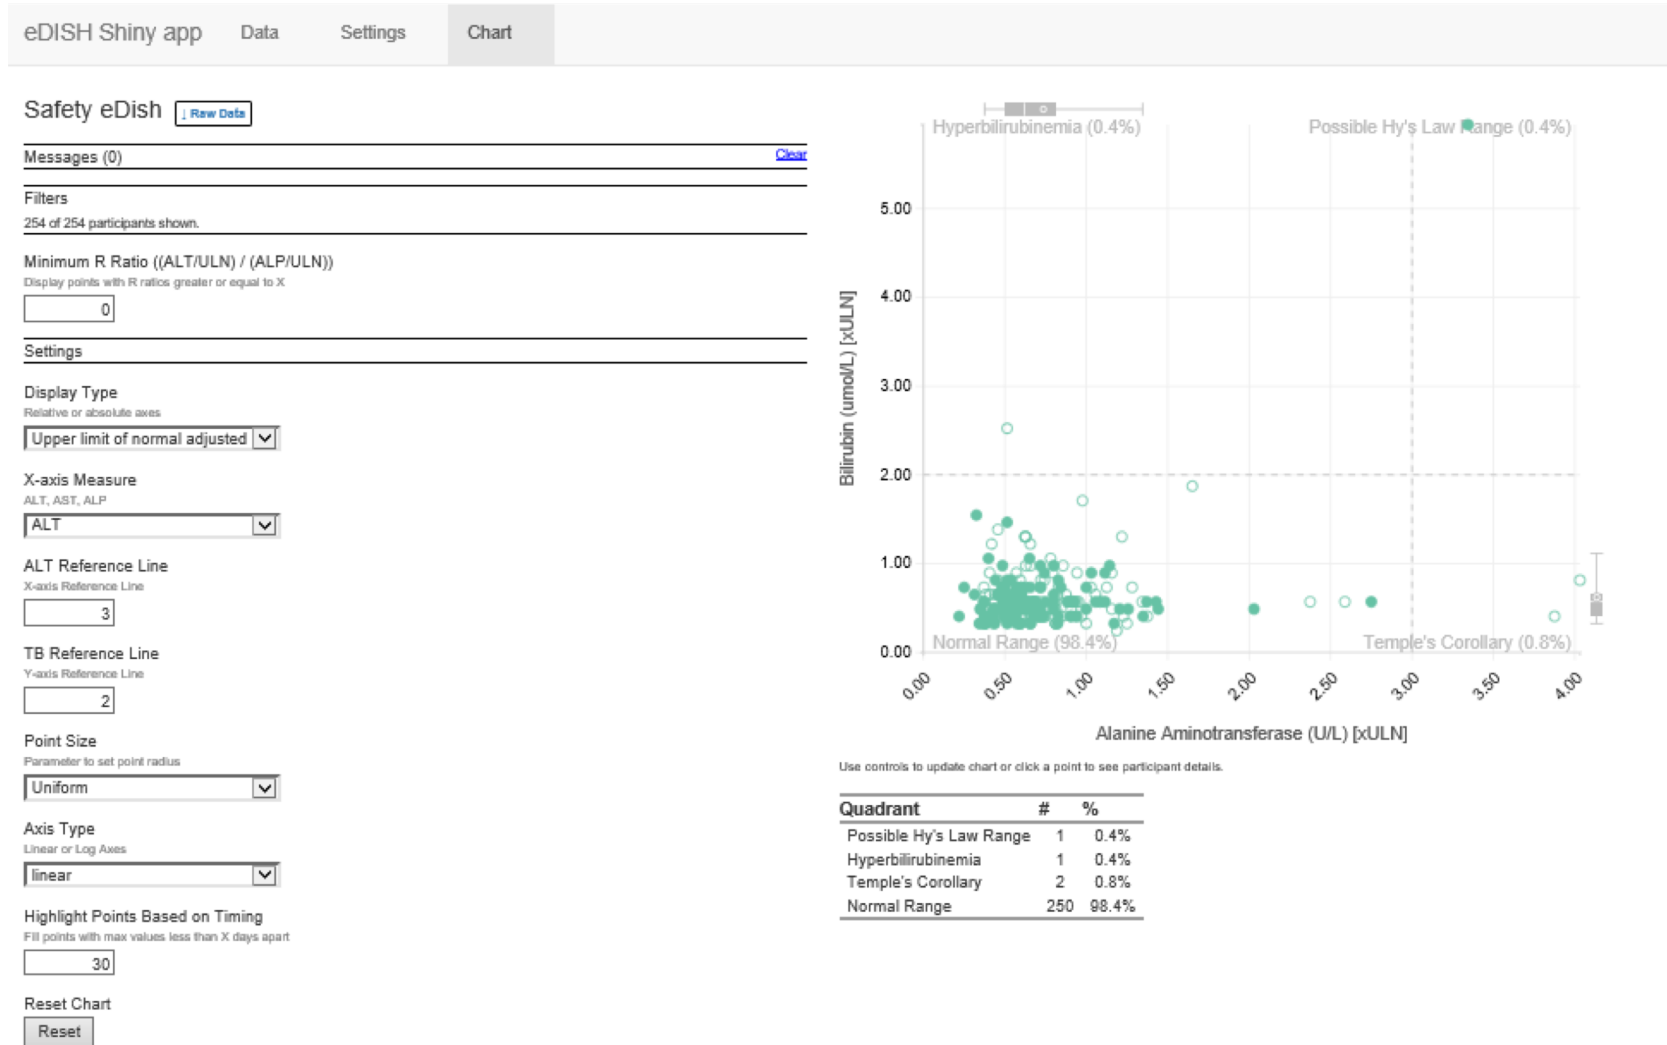 eDISH Shiny app Data Settings Chart
Safety eDish ↓ Raw Data
Messages (0) Clear
Filters
254 of 254 participants shown.
Minimum R Ratio ((ALT/ULN) / (ALP/ULN))
Display points with R ratios greater or equal to X
0
Settings
Display Type
Relative or absolute axes
Upper limit of normal adjusted
X-axis Measure
ALT, AST, ALP
ALT
ALT Reference Line
X-axis Reference Line
3
TB Reference Line
Y-axis Reference Line
2
Point Size
Parameter to set point radius
Uniform
Axis Type
Linear or Log Axes
linear
Highlight Points Based on Timing
Fill points with max values less than X days apart
30
Reset Chart
Reset
Hyperbilirubinemia (0.4%) Possible Hy's Law Range (0.4%)
5.00
4.00
3.00
2.00
1.00
0.00
Bilirubin (umol/L) [xULN]
Normal Range (98.4%) Temple's Corollary (0.8%)
0.00 0.50 1.00 1.50 2.00 2.50 3.00 3.50 4.00
Alanine Aminotransferase (U/L) [xULN]
Use controls to update chart or click a point to see participant details.
Quadrant # %
Possible Hy's Law Range 1 0.4%
Hyperbilirubinemia 1 0.4%
Temple's Corollary 2 0.8%
Normal Range 250 98.4%